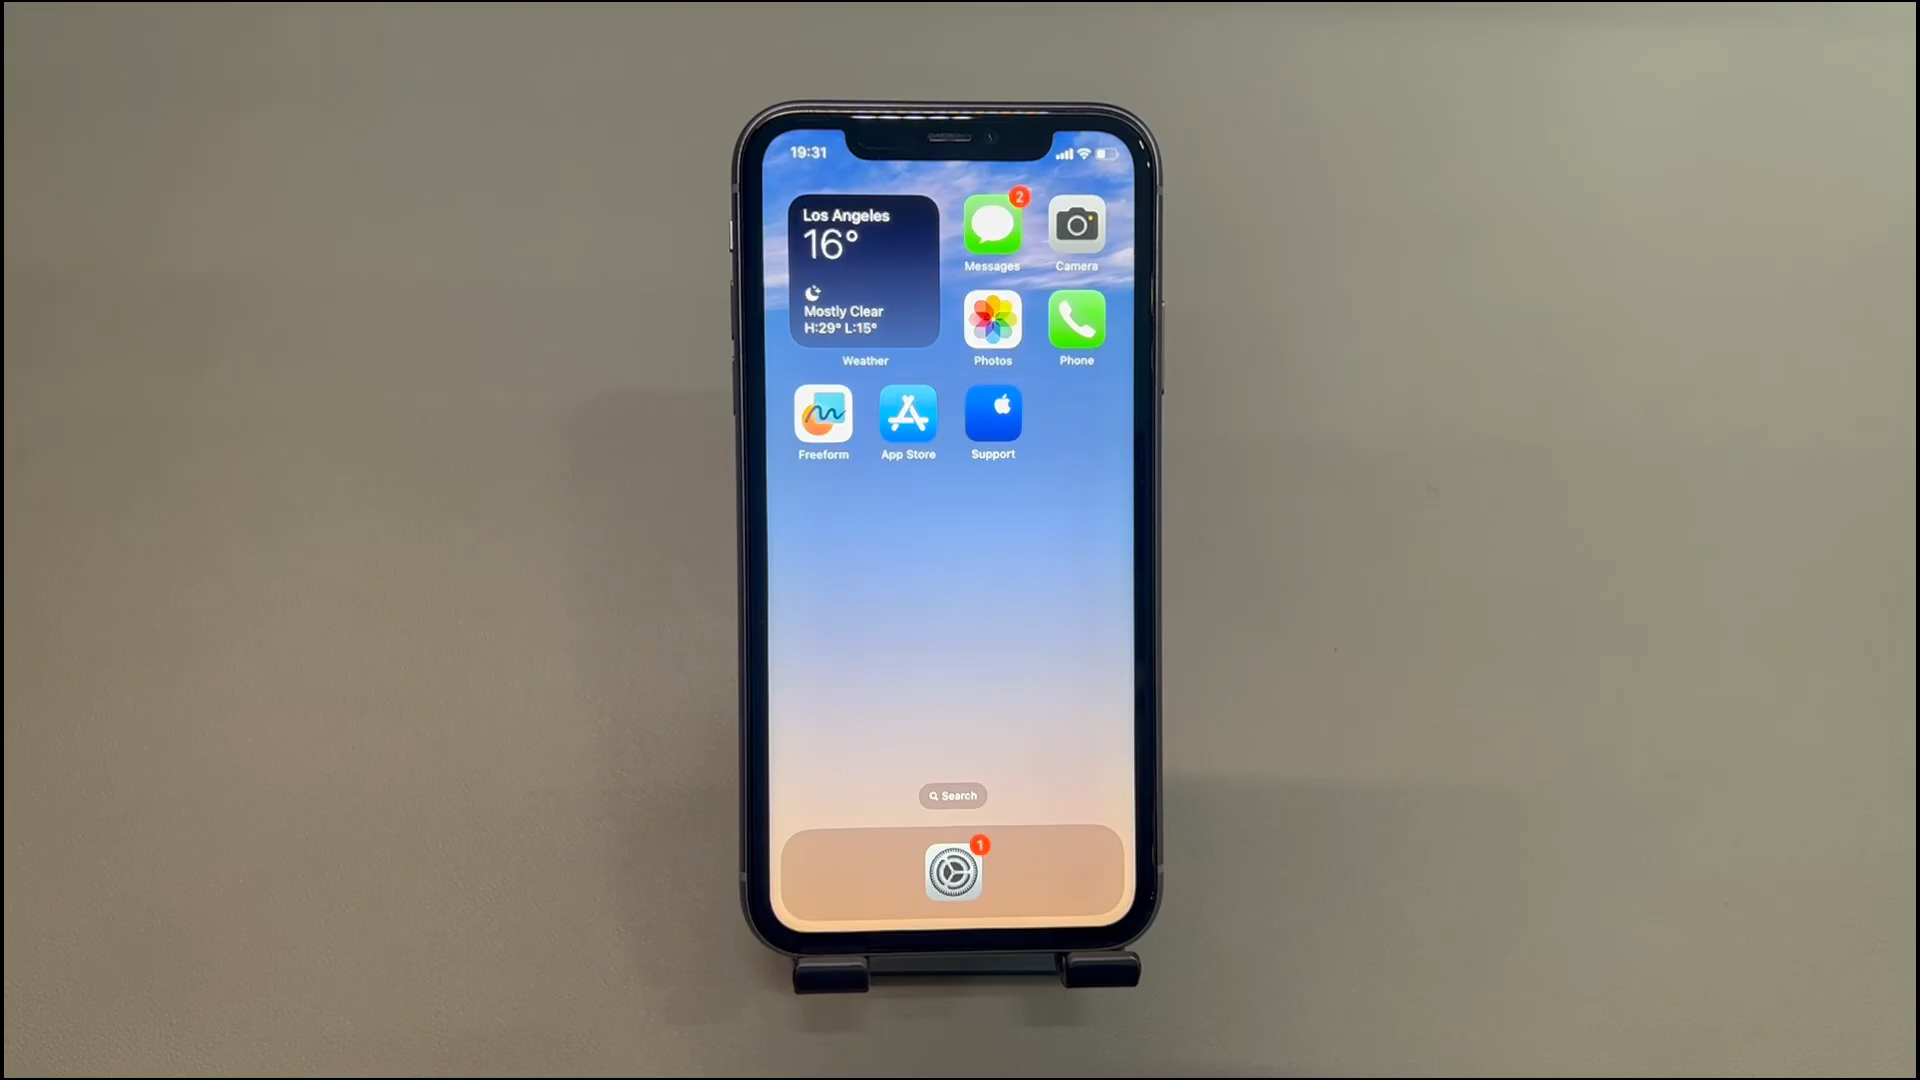 19:31
Los Angeles
16°
Mostly Clear
H:29° L:15°
Weather
2
Messages
Camera
Photos
Phone
Freeform
App Store
Support
Search
1